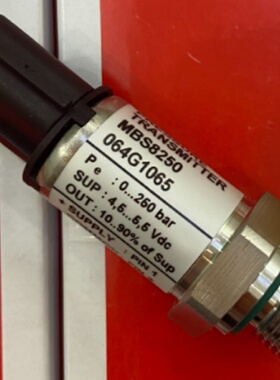 TRANSMITTER
MBS8250
064G1065
Pe : 0...250 bar
SUP : 4,5...5,5 Vdc
OUT : 10..90% of Sup
+ SUPPLY : PIN 1